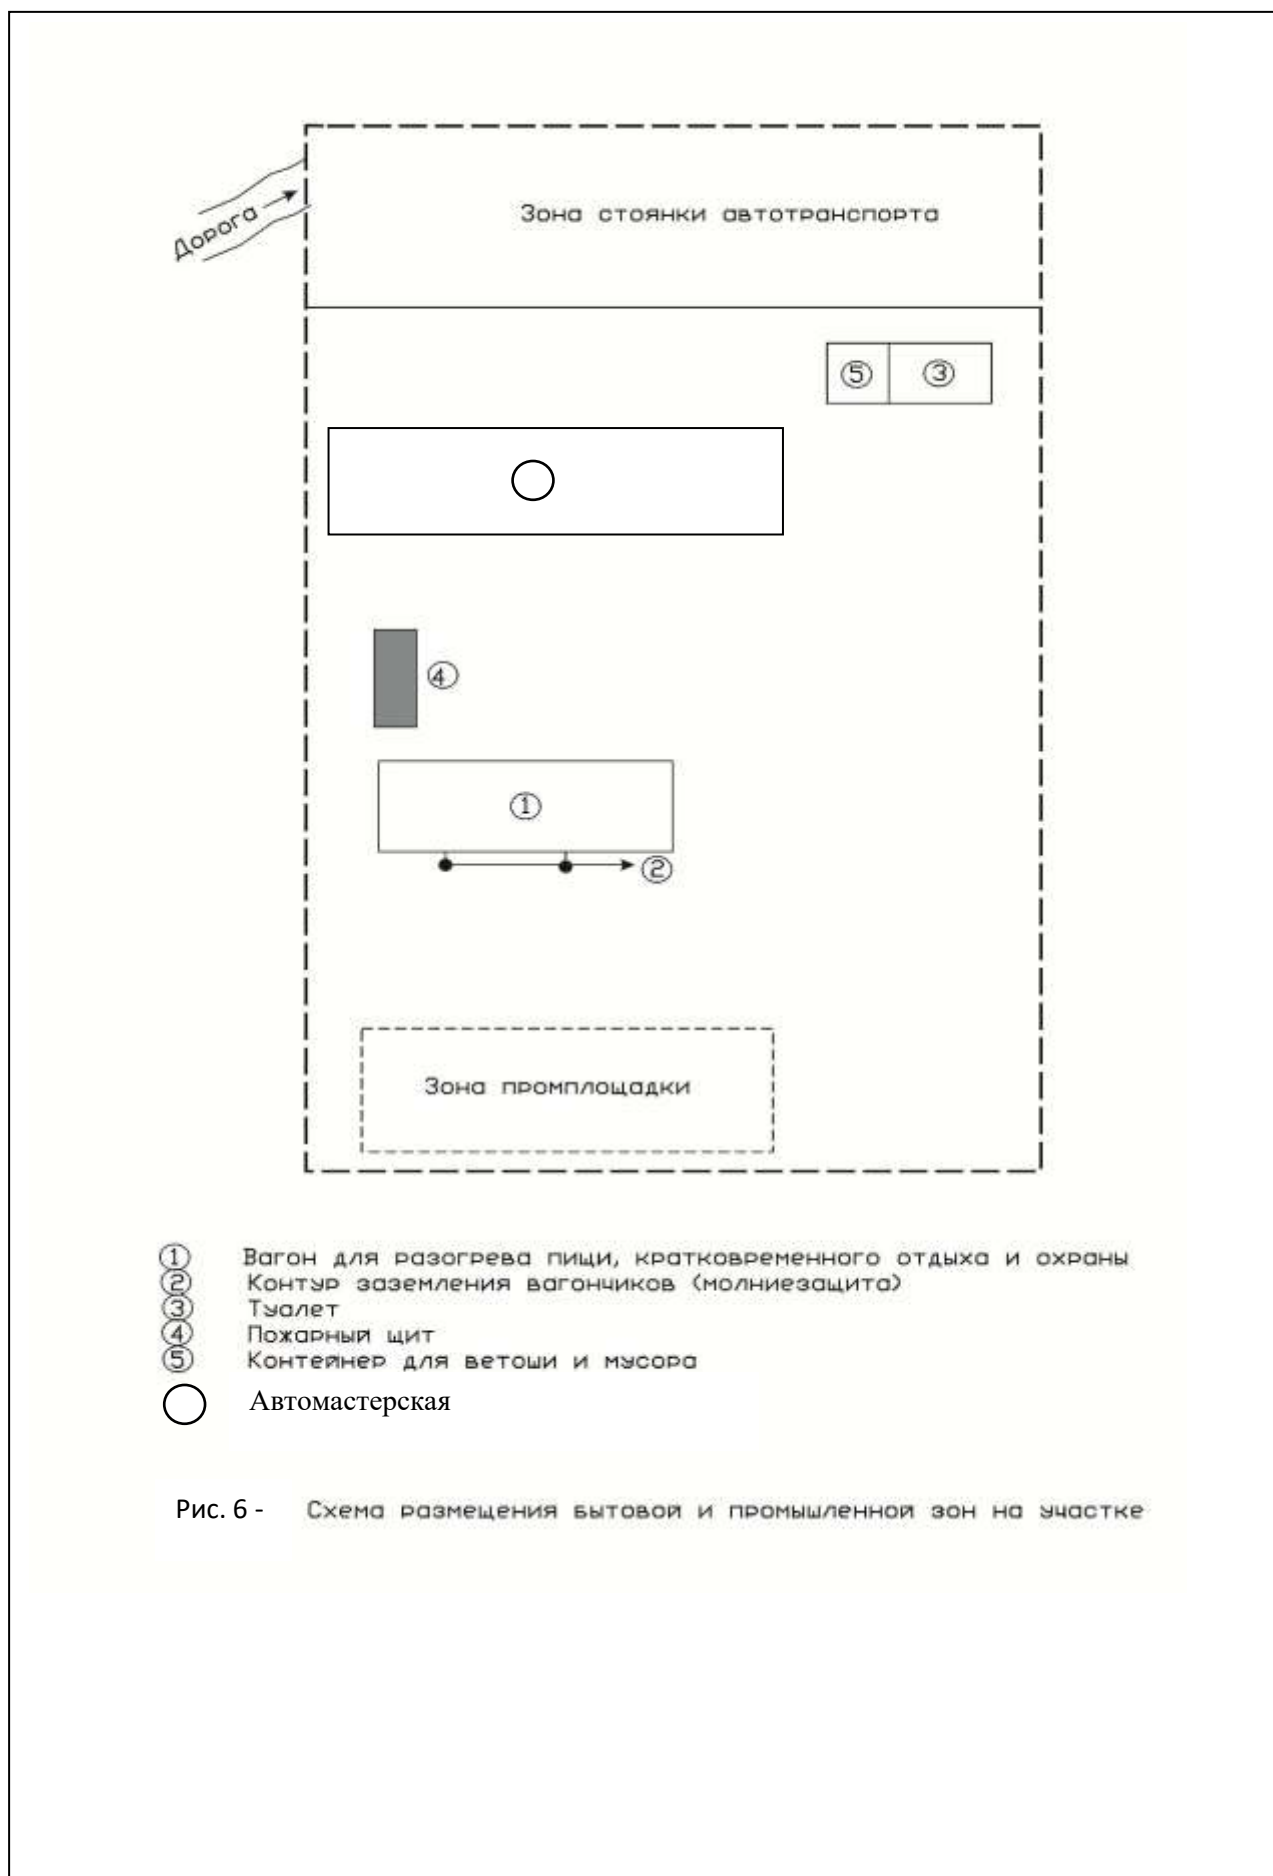 Дорога
Зона стоянки автотранспорта
5 3
4
1
2
Зона промплощадки
1 Вагон для разогрева пищи, кратковременного отдыха и охраны
2 Контур заземления вагончиков (молниезащита)
3 Туалет
4 Пожарный щит
5 Контейнер для ветоши и мусора
Автомастерская
Рис. 6 - Схема размещения бытовой и промышленной зон на участке